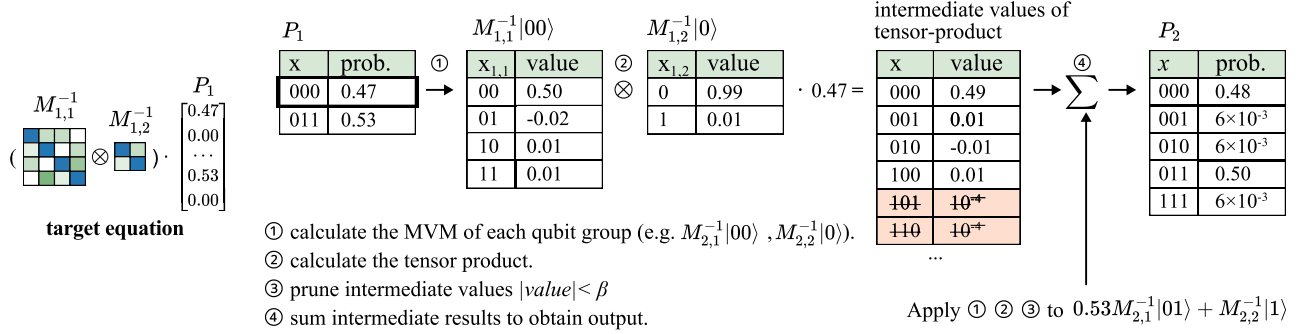 M_{1,1}^{-1} M_{1,2}^{-1} P_1
( ⊗ ) · [0.47
0.00
...
0.53
0.00]
target equation
P_1
x prob.
000 0.47
011 0.53
①
M_{1,1}^{-1}|00⟩
x_{1,1} value
00 0.50
01 -0.02
10 0.01
11 0.01
②
⊗
M_{1,2}^{-1}|0⟩
x_{1,2} value
0 0.99
1 0.01
· 0.47 =
intermediate values of
tensor-product
x value
000 0.49
001 0.01
010 -0.01
100 0.01
101 10^{-4}
110 10^{-4}
...
④
∑
P_2
x prob.
000 0.48
001 6×10^{-3}
010 6×10^{-3}
011 0.50
111 6×10^{-3}
① calculate the MVM of each qubit group (e.g. M_{2,1}^{-1}|00⟩ , M_{2,2}^{-1}|0⟩).
② calculate the tensor product.
③ prune intermediate values |value|< β
④ sum intermediate results to obtain output.
Apply ① ② ③ to 0.53M_{2,1}^{-1}|01⟩ + M_{2,2}^{-1}|1⟩